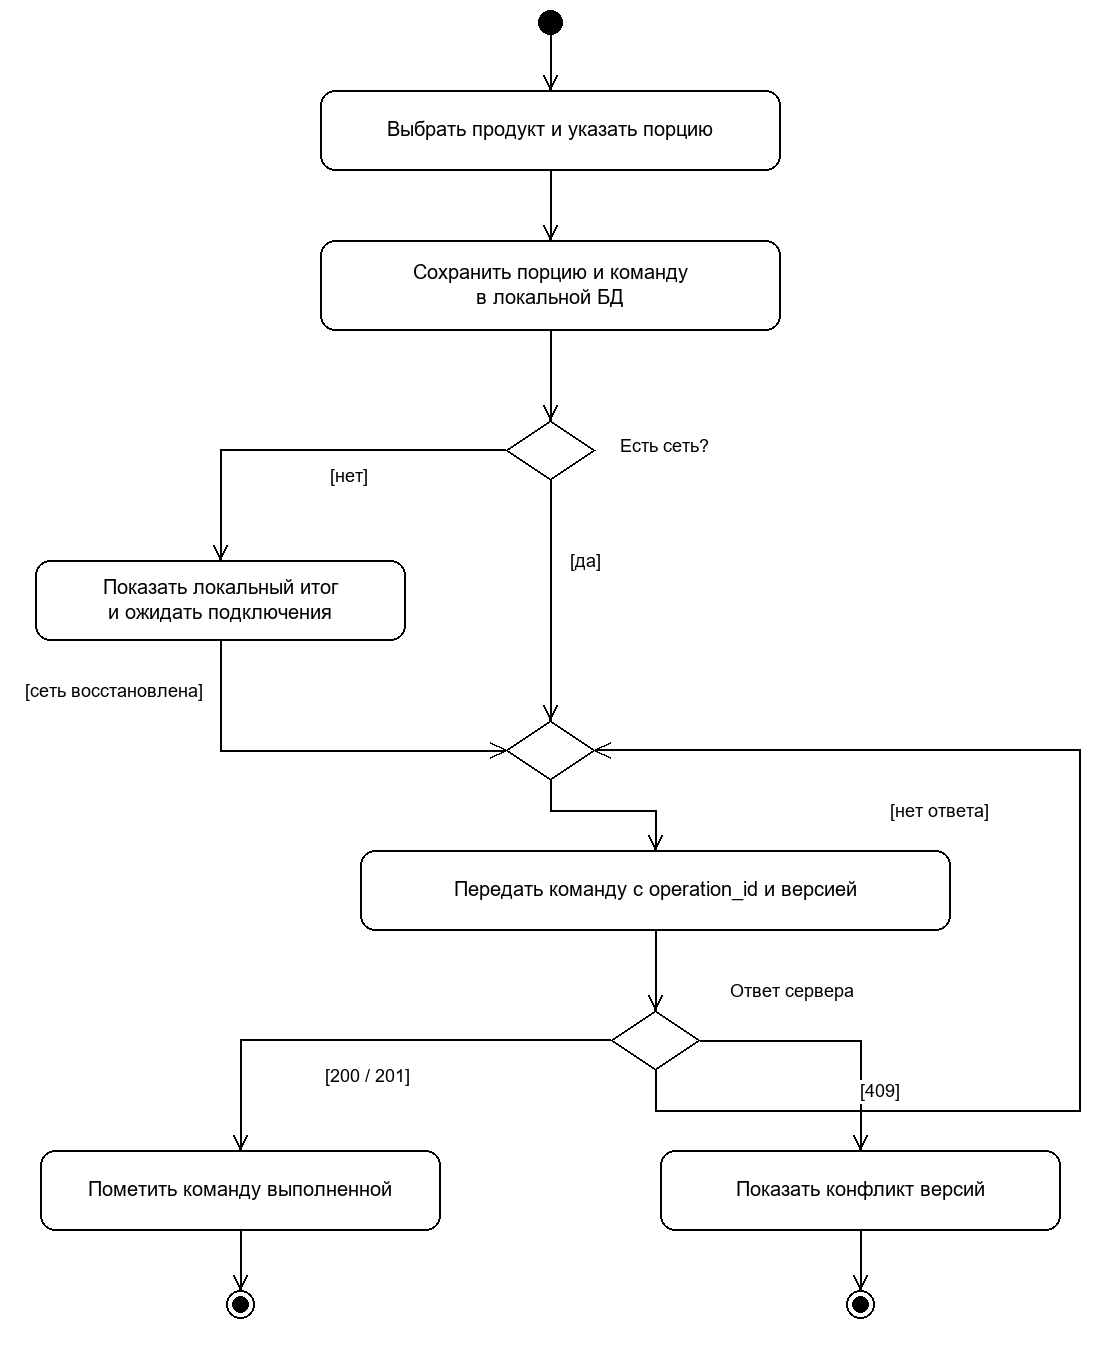 Выбрать продукт и указать порцию
Сохранить порцию и команду
в локальной БД
Есть сеть?
[нет]
[да]
Показать локальный итог
и ожидать подключения
[сеть восстановлена]
[нет ответа]
Передать команду с operation_id и версией
Ответ сервера
[200 / 201]
[409]
Пометить команду выполненной
Показать конфликт версий